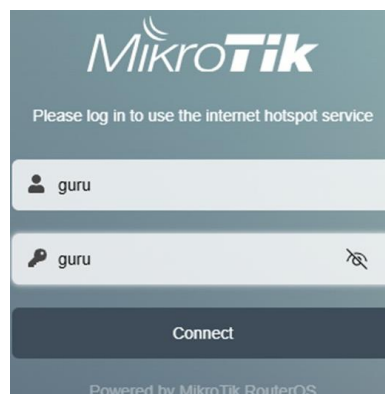 MikroTik
Please log in to use the internet hotspot service
guru
guru
Connect
Powered by MikroTik RouterOS